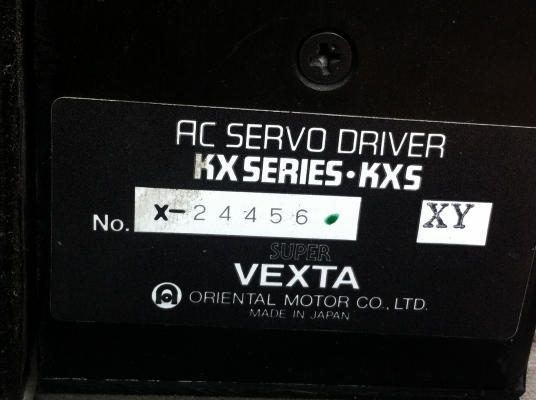 AC SERVO DRIVER
KX SERIES·KXS
No. X-24456 XY
SUPER
VEXTA
ORIENTAL MOTOR CO., LTD.
MADE IN JAPAN